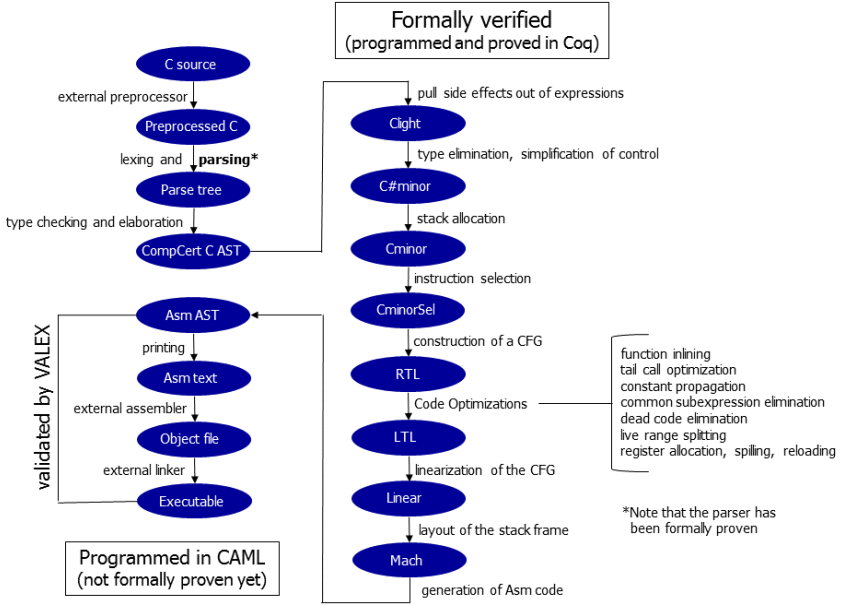 Formally verified
(programmed and proved in Coq)
C source
external preprocessor
Preprocessed C
lexing and parsing*
Parse tree
type checking and elaboration
CompCert C AST
pull side effects out of expressions
Clight
type elimination, simplification of control
C#minor
stack allocation
Cminor
instruction selection
CminorSel
construction of a CFG
RTL
Code Optimizations
LTL
linearization of the CFG
Linear
layout of the stack frame
Mach
generation of Asm code
function inlining
tail call optimization
constant propagation
common subexpression elimination
dead code elimination
live range splitting
register allocation, spilling, reloading
*Note that the parser has
been formally proven
validated by VALEX
Asm AST
printing
Asm text
external assembler
Object file
external linker
Executable
Programmed in CAML
(not formally proven yet)